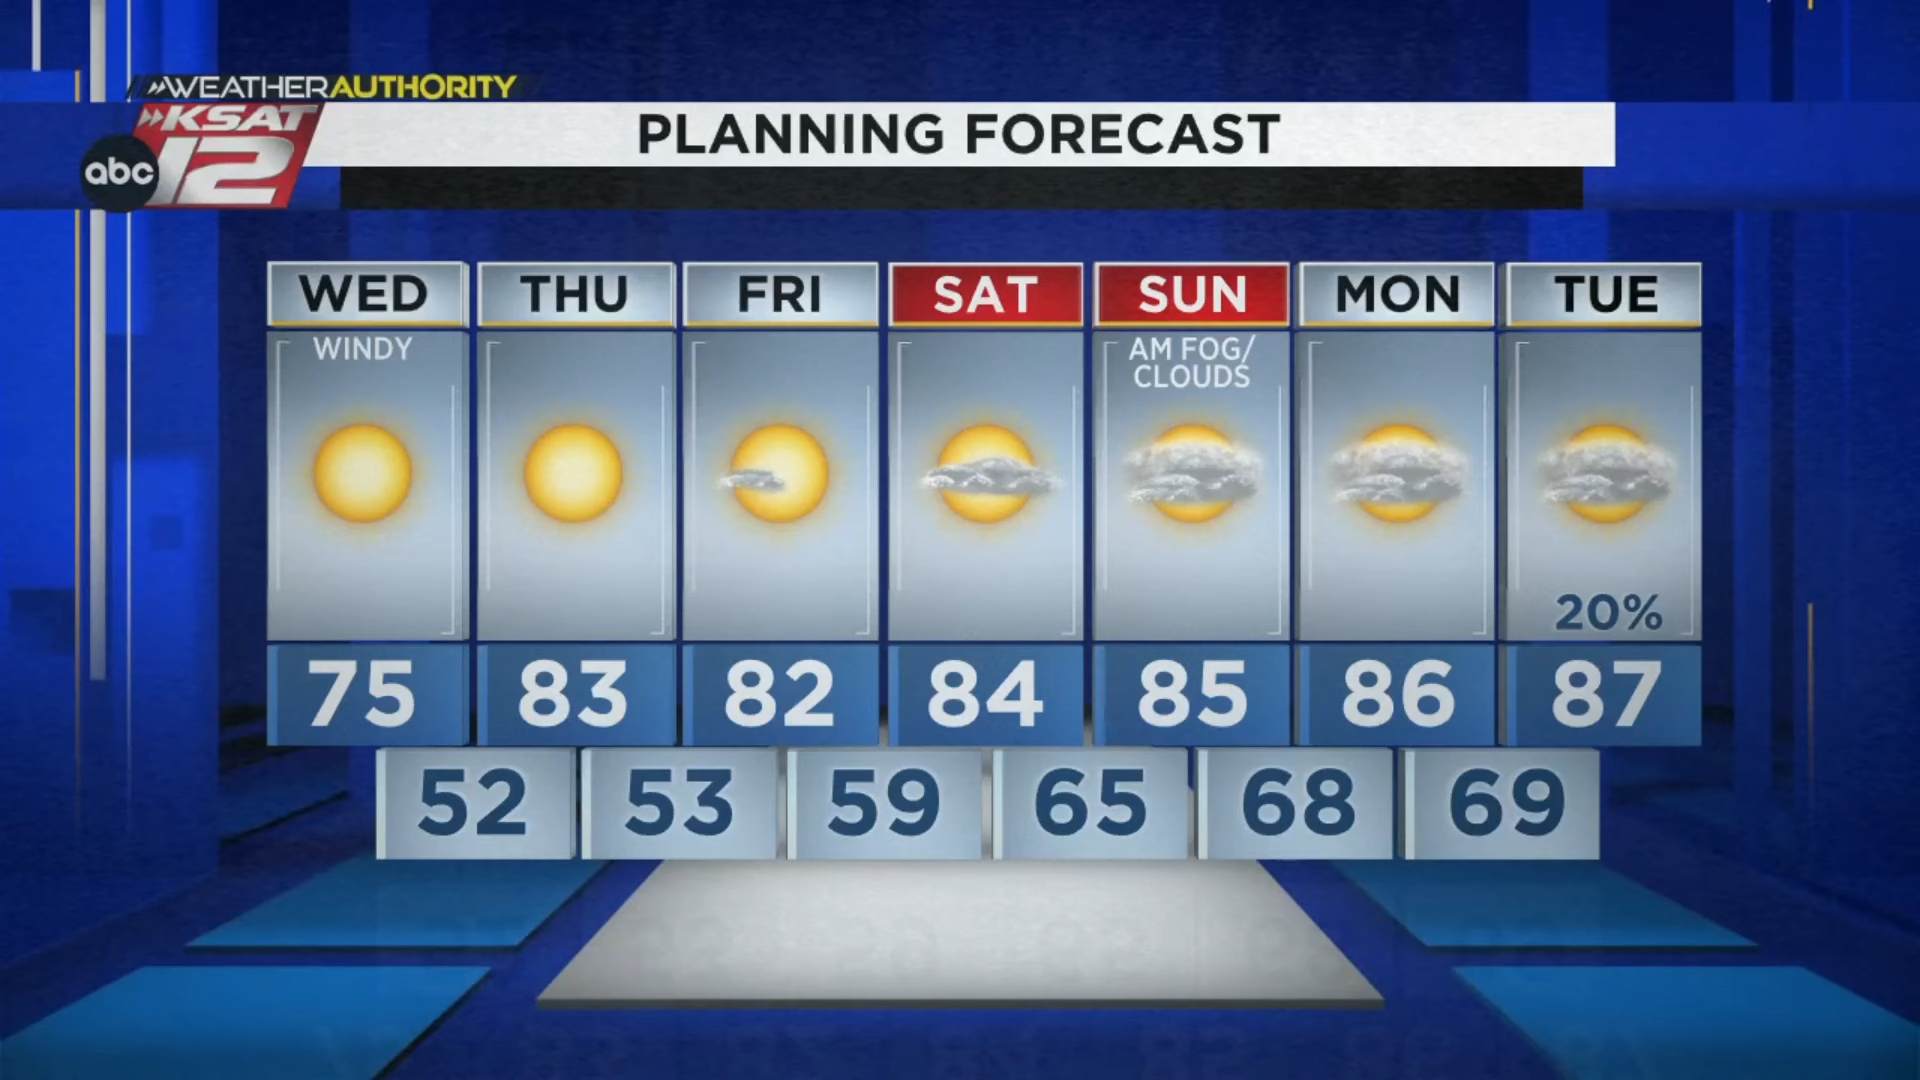 WEATHERAUTHORITY
KSAT
abc 12
PLANNING FORECAST
WED THU FRI SAT SUN MON TUE
WINDY AM FOG/
CLOUDS
20%
75 83 82 84 85 86 87
52 53 59 65 68 69